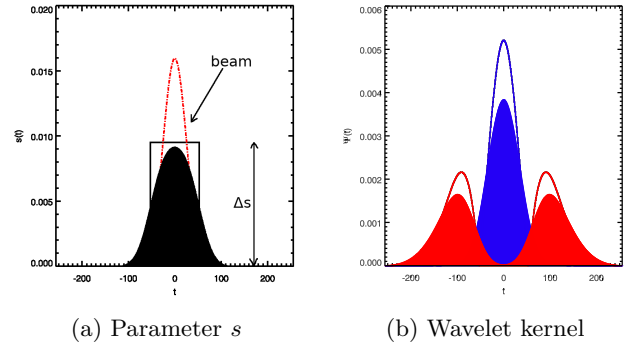 0.020
0.015
0.010
0.005
0.000
s(t)
beam
Δs
-200 -100 0 100 200
t
(a) Parameter s
0.006
0.005
0.004
0.003
0.002
0.001
0.000
Ψ(t)
-200 -100 0 100 200
t
(b) Wavelet kernel